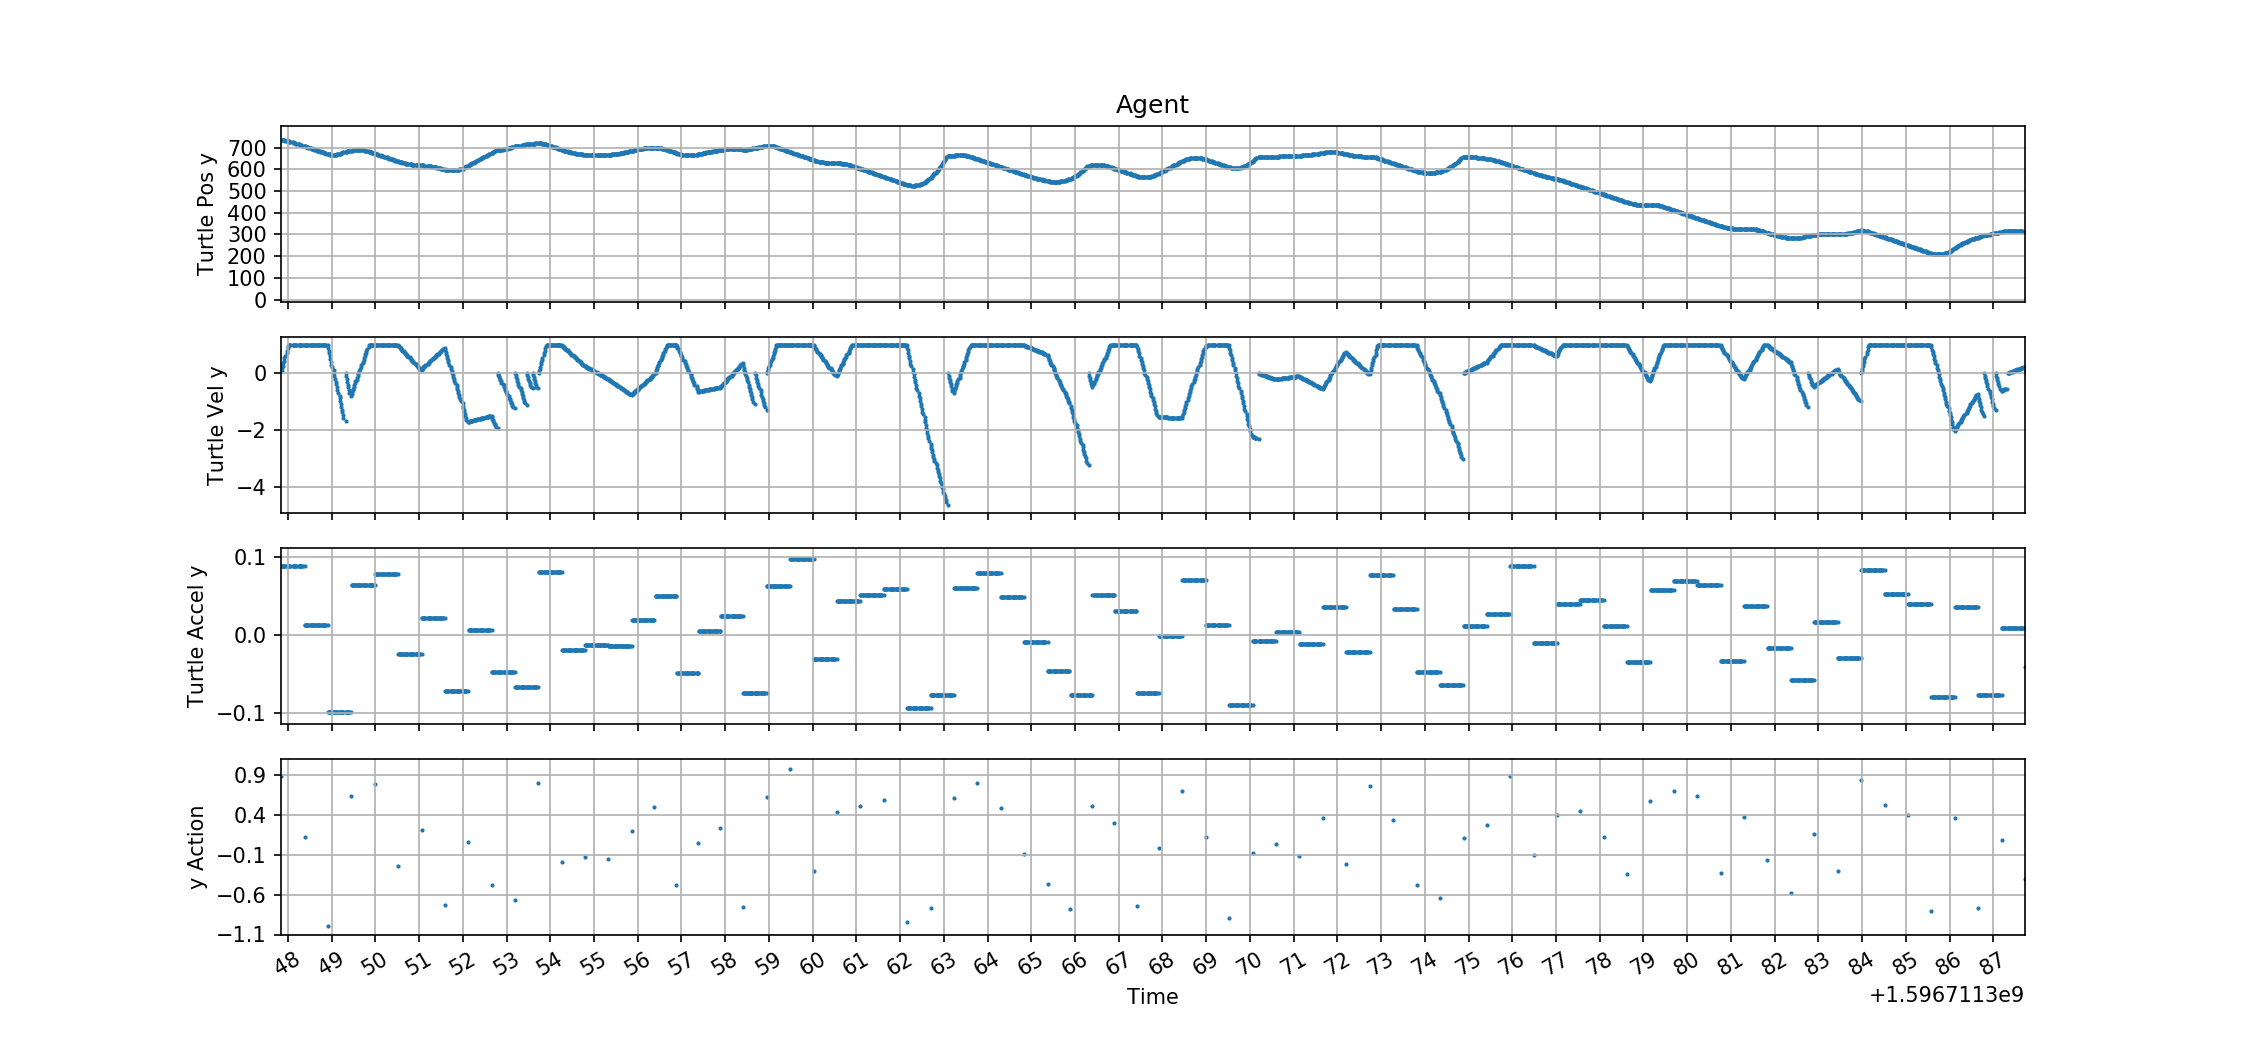 Agent
Turtle Pos y
700
600
500
400
300
200
100
0
Turtle Vel y
0
−2
−4
Turtle Accel y
0.1
0.0
−0.1
y Action
0.9
0.4
−0.1
−0.6
−1.1
48 49 50 51 52 53 54 55 56 57 58 59 60 61 62 63 64 65 66 67 68 69 70 71 72 73 74 75 76 77 78 79 80 81 82 83 84 85 86 87
Time
+1.5967113e9